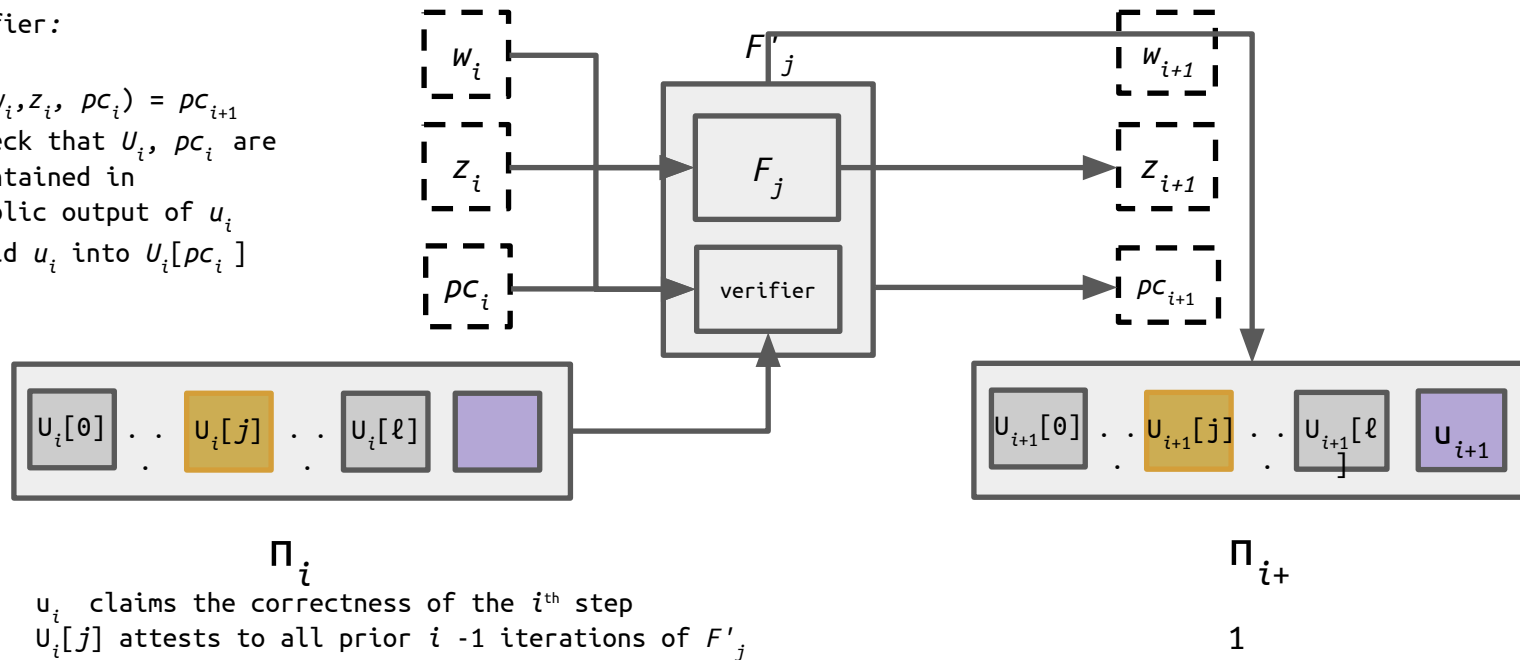 fier:
w_i,z_i, pc_i) = pc_{i+1}
eck that U_i, pc_i are
ntained in
blic output of u_i
ld u_i into U_i[pc_i ]
w_i
z_i
pc_i
F'_j
F_j
verifier
w_{i+1}
z_{i+1}
pc_{i+1}
U_i[0] . . . U_i[j] . . . U_i[ℓ]
U_{i+1}[0] . . . U_{i+1}[j] . . . U_{i+1}[ℓ
]
u_{i+1}
Π_i
Π_{i+
1
u_i claims the correctness of the i^th step
U_i[j] attests to all prior i -1 iterations of F'_j